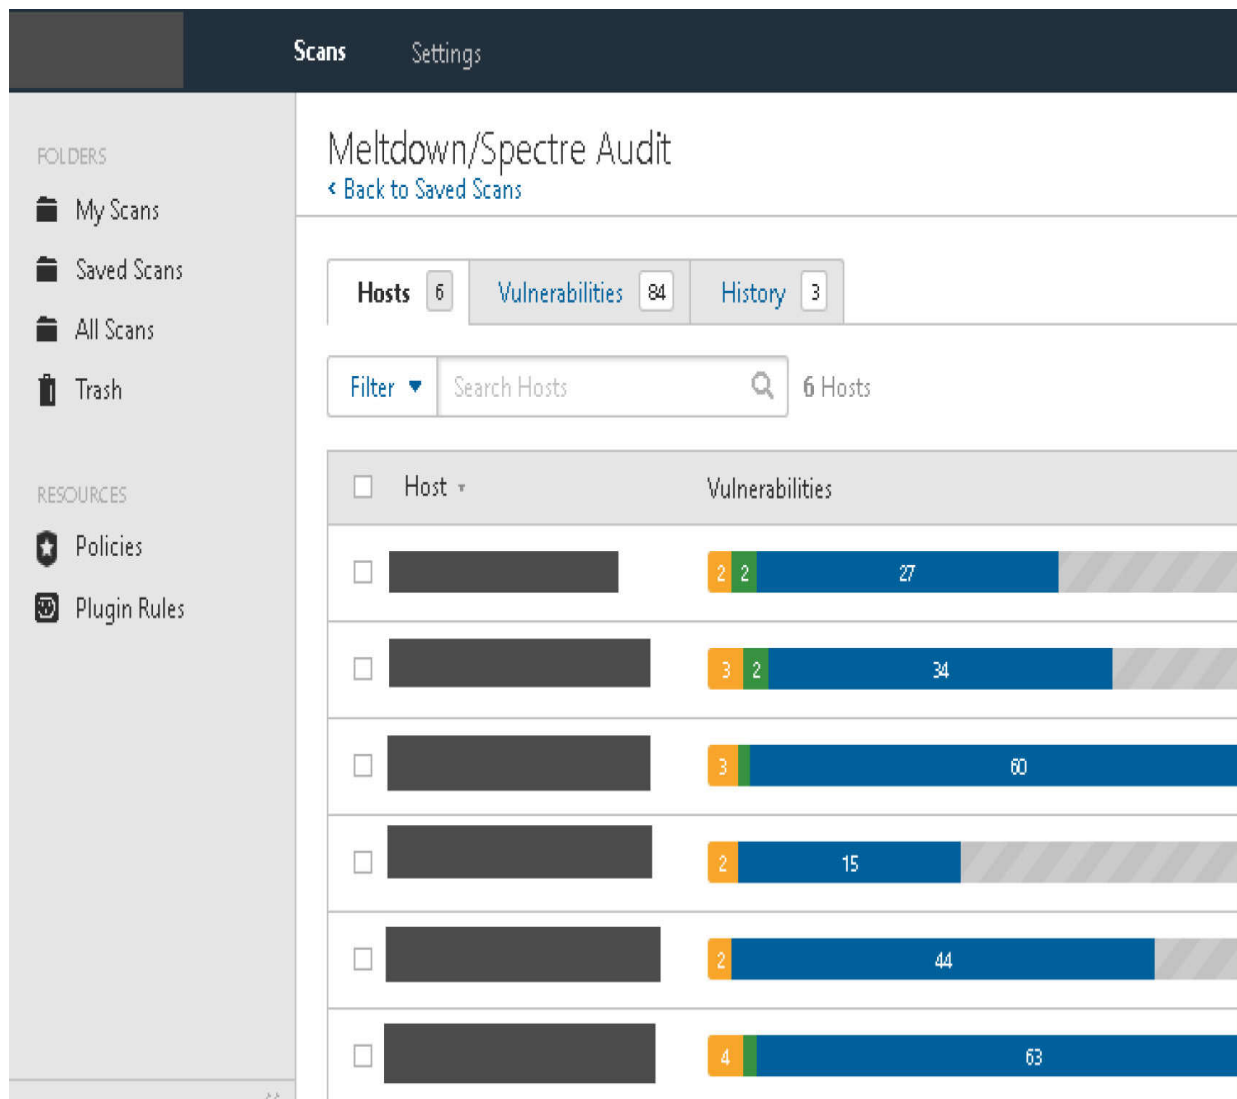 Scans Settings
FOLDERS
My Scans
Saved Scans
All Scans
Trash
RESOURCES
Policies
Plugin Rules
Meltdown/Spectre Audit
Back to Saved Scans
Hosts 6 Vulnerabilities 84 History 3
Filter Search Hosts 6 Hosts
Host Vulnerabilities
2 2 27
3 2 34
3 60
2 15
2 44
4 63